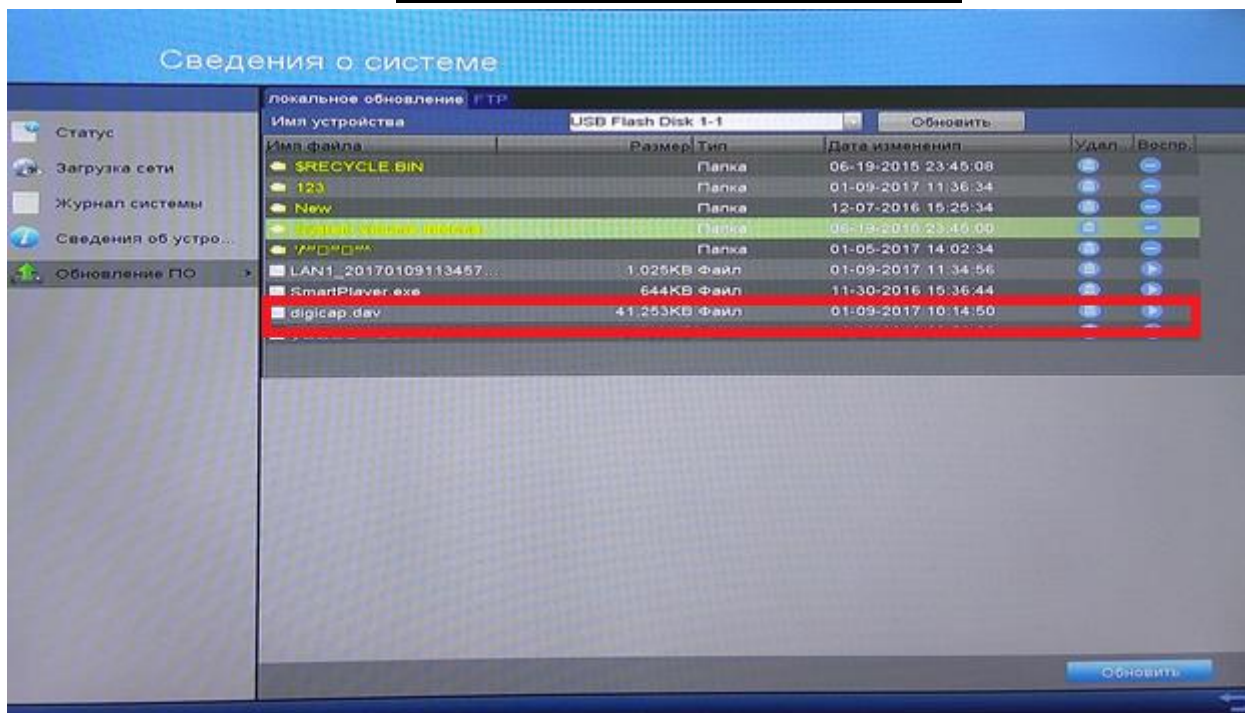 Сведения о системе
локальное обновление FTP
Имя устройства USB Flash Disk 1-1 Обновить
Статус
Загрузка сети
Журнал системы
Сведения об устро...
Обновление ПО
Имя файла Размер Тип Дата изменения Удал. Воспр.
$RECYCLE.BIN Папка 06-19-2015 23:45:08
123 Папка 01-09-2017 11:36:34
New Папка 12-07-2016 15:25:34
Папка 06-19-2015 23:45:00
Папка 01-05-2017 14:02:34
LAN1_20170109113457... 1,025KB Файл 01-09-2017 11:34:56
SmartPlayer.exe 644KB Файл 11-30-2016 15:36:44
digicap.dav 41,253KB Файл 01-09-2017 10:14:50
Обновить